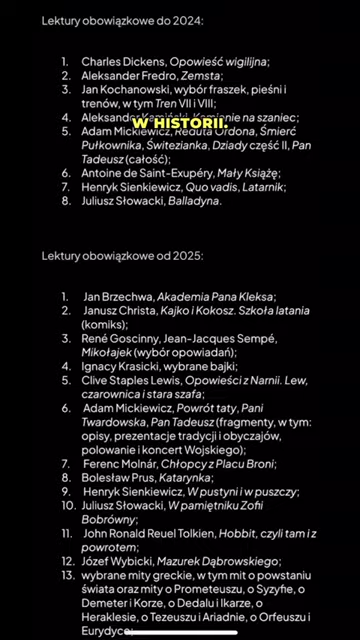 Lektury obowiązkowe do 2024:
1. Charles Dickens, Opowieść wigilijna;
2. Aleksander Fredro, Zemsta;
3. Jan Kochanowski, wybór fraszek, pieśni i
trenów, w tym Tren VII i VIII;
4. Aleksander Kamiński, Kamienie na szaniec;
W HISTORII.
5. Adam Mickiewicz, Reduta Ordona, Śmierć
Pułkownika, Świtezianka, Dziady część II, Pan
Tadeusz (całość);
6. Antoine de Saint-Exupéry, Mały Książę;
7. Henryk Sienkiewicz, Quo vadis, Latarnik;
8. Juliusz Słowacki, Balladyna.
Lektury obowiązkowe od 2025:
1. Jan Brzechwa, Akademia Pana Kleksa;
2. Janusz Christa, Kajko i Kokosz. Szkoła latania
(komiks);
3. René Goscinny, Jean-Jacques Sempé,
Mikołajek (wybór opowiadań);
4. Ignacy Krasicki, wybrane bajki;
5. Clive Staples Lewis, Opowieści z Narnii. Lew,
czarownica i stara szafa;
6. Adam Mickiewicz, Powrót taty, Pani
Twardowska, Pan Tadeusz (fragmenty, w tym:
opisy, prezentacje tradycji i obyczajów,
polowanie i koncert Wojskiego);
7. Ferenc Molnár, Chłopcy z Placu Broni;
8. Bolesław Prus, Katarynka;
9. Henryk Sienkiewicz, W pustyni i w puszczy;
10. Juliusz Słowacki, W pamiętniku Zofii
Bobrówny;
11. John Ronald Reuel Tolkien, Hobbit, czyli tam i z
powrotem;
12. Józef Wybicki, Mazurek Dąbrowskiego;
13. wybrane mity greckie, w tym mit o powstaniu
świata oraz mity o Prometeuszu, o Syzyfie, o
Demeter i Korze, o Dedalu i Ikarze, o
Heraklesie, o Tezeuszu i Ariadnie, o Orfeuszu i
Eurydyce;